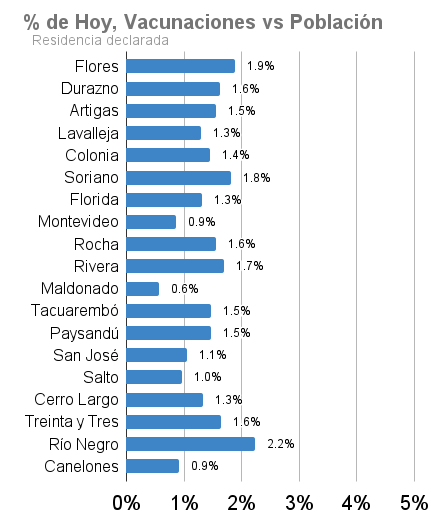 % de Hoy, Vacunaciones vs Población
Residencia declarada
Flores 1.9%
Durazno 1.6%
Artigas 1.5%
Lavalleja 1.3%
Colonia 1.4%
Soriano 1.8%
Florida 1.3%
Montevideo 0.9%
Rocha 1.6%
Rivera 1.7%
Maldonado 0.6%
Tacuarembó 1.5%
Paysandú 1.5%
San José 1.1%
Salto 1.0%
Cerro Largo 1.3%
Treinta y Tres 1.6%
Río Negro 2.2%
Canelones 0.9%
0% 1% 2% 3% 4% 5%